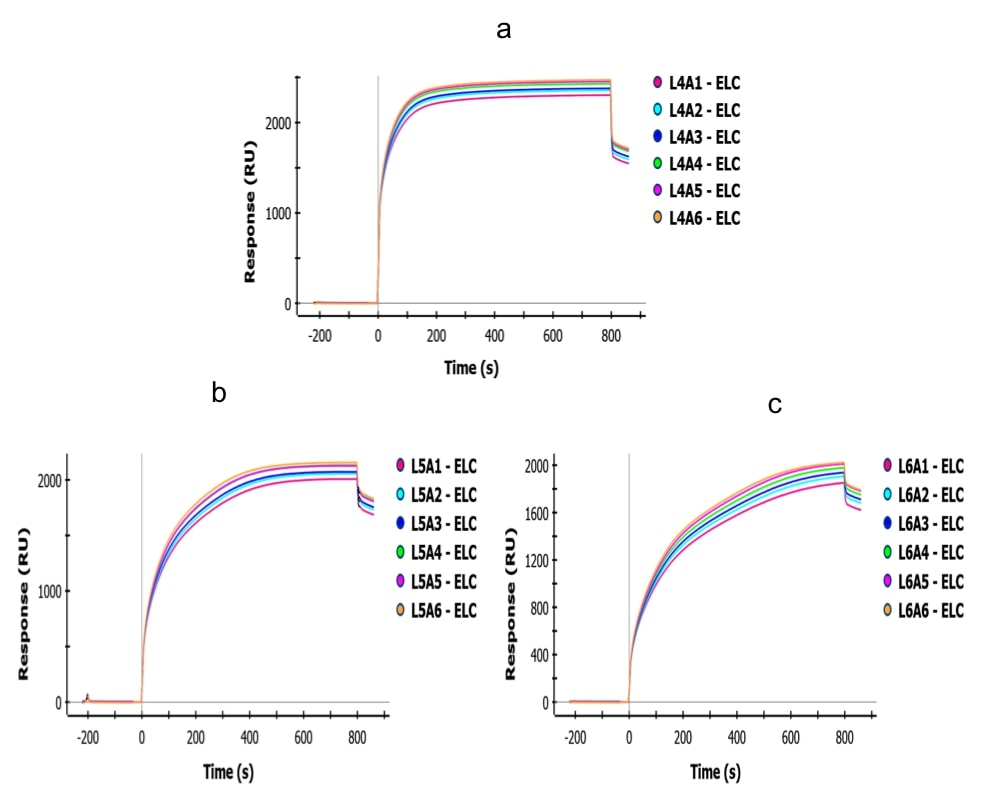 a
Response (RU)
2000
1000
0
-200 0 200 400 600 800
Time (s)
L4A1 - ELC
L4A2 - ELC
L4A3 - ELC
L4A4 - ELC
L4A5 - ELC
L4A6 - ELC
b
Response (RU)
2000
1000
0
-200 0 200 400 600 800
Time (s)
L5A1 - ELC
L5A2 - ELC
L5A3 - ELC
L5A4 - ELC
L5A5 - ELC
L5A6 - ELC
c
Response (RU)
2000
1600
1200
800
400
0
-200 0 200 400 600 800
Time (s)
L6A1 - ELC
L6A2 - ELC
L6A3 - ELC
L6A4 - ELC
L6A5 - ELC
L6A6 - ELC